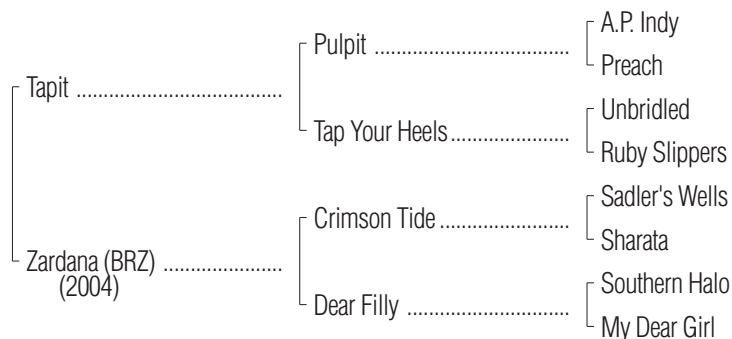 A.P. Indy
Pulpit ................................................
Preach
Tapit ...................................
Unbridled
Tap Your Heels .............................
Ruby Slippers
Sadler's Wells
Crimson Tide ...............................
Sharata
Zardana (BRZ) ....................
(2004)
Southern Halo
Dear Filly .......................................
My Dear Girl